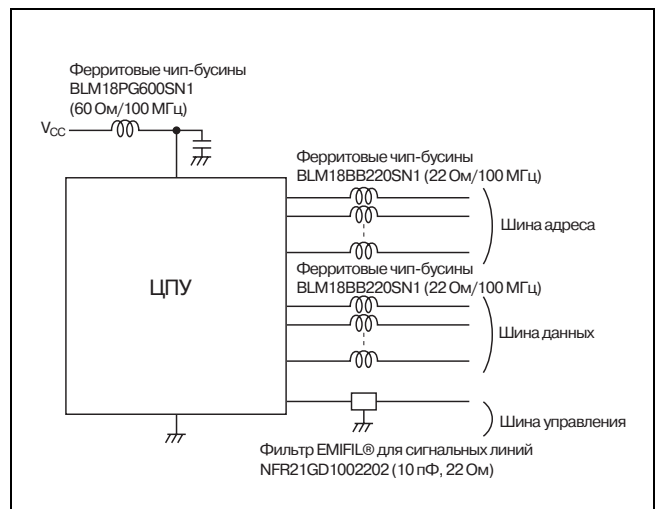 Ферритовые чип-бусины
BLM18PG600SN1
(60 Ом/100 МГц)
VCC
Ферритовые чип-бусины
BLM18BB220SN1 (22 Ом/100 МГц)
Шина адреса
ЦПУ
Ферритовые чип-бусины
BLM18BB220SN1 (22 Ом/100 МГц)
Шина данных
Шина управления
Фильтр EMIFIL® для сигнальных линий
NFR21GD1002202 (10 пФ, 22 Ом)